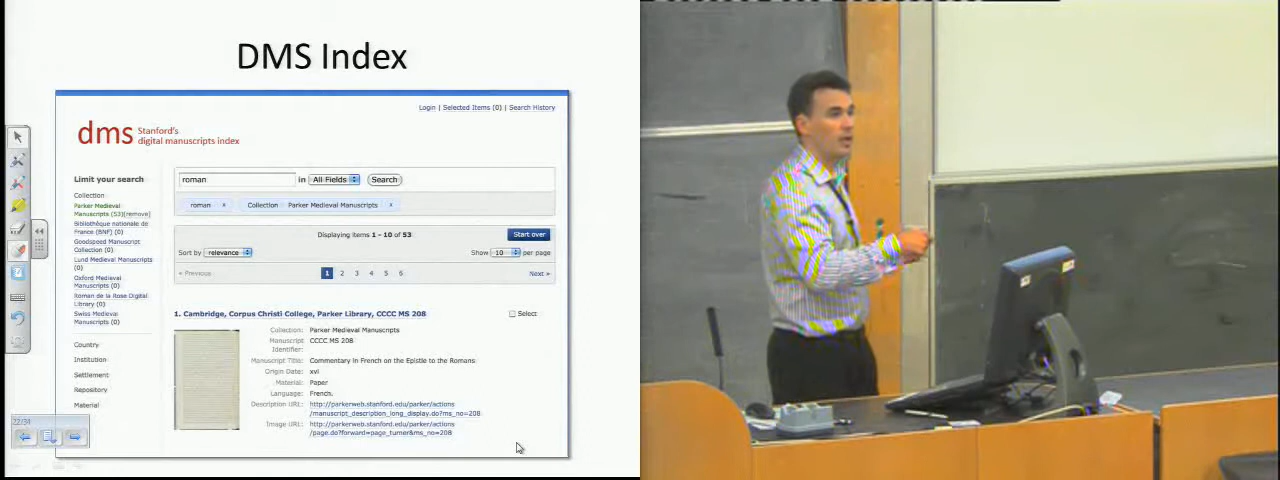 DMS Index
Login | Selected Items (0) | Search History
dms Stanford's
digital manuscripts index
Limit your search
Collection
Parker Medieval
Manuscripts (53)[remove]
Bibliothèque nationale de
France (BNF) (0)
Goodspeed Manuscript
Collection (0)
Lund Medieval Manuscripts
(0)
Oxford Medieval
Manuscripts (0)
Roman de la Rose Digital
Library (0)
Swiss Medieval
Manuscripts (0)
Country
Institution
Settlement
Repository
Material
roman in All Fields Search
roman x Collection Parker Medieval Manuscripts x
Displaying items 1 - 10 of 53 Start over
Sort by relevance Show 10 per page
« Previous 1 2 3 4 5 6 Next »
1. Cambridge, Corpus Christi College, Parker Library, CCCC MS 208 Select
Collection: Parker Medieval Manuscripts
Manuscript CCCC MS 208
Identifier:
Manuscript Title: Commentary in French on the Epistle to the Romans
Origin Date: xvi
Material: Paper
Language: French.
Description URL: http://parkerweb.stanford.edu/parker/actions
/manuscript_description_long_display.do?ms_no=208
Image URL: http://parkerweb.stanford.edu/parker/actions
/page.do?forward=page_turner&ms_no=208
22/34